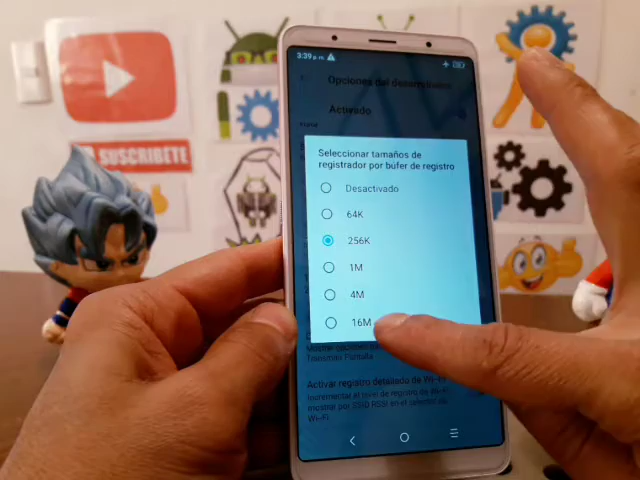 3:39 p.m.
Opciones del desarrollador
Activado
SUSCRIBETE
Seleccionar tamaños de
registrador por búfer de registro
Desactivado
64K
256K
1M
4M
16M
Pantalla
Activar registro detallado de Wi-Fi
Incrementar el nivel de registro de Wi-Fi;
mostrar por SSID RSSI en el selector de
Wi-Fi